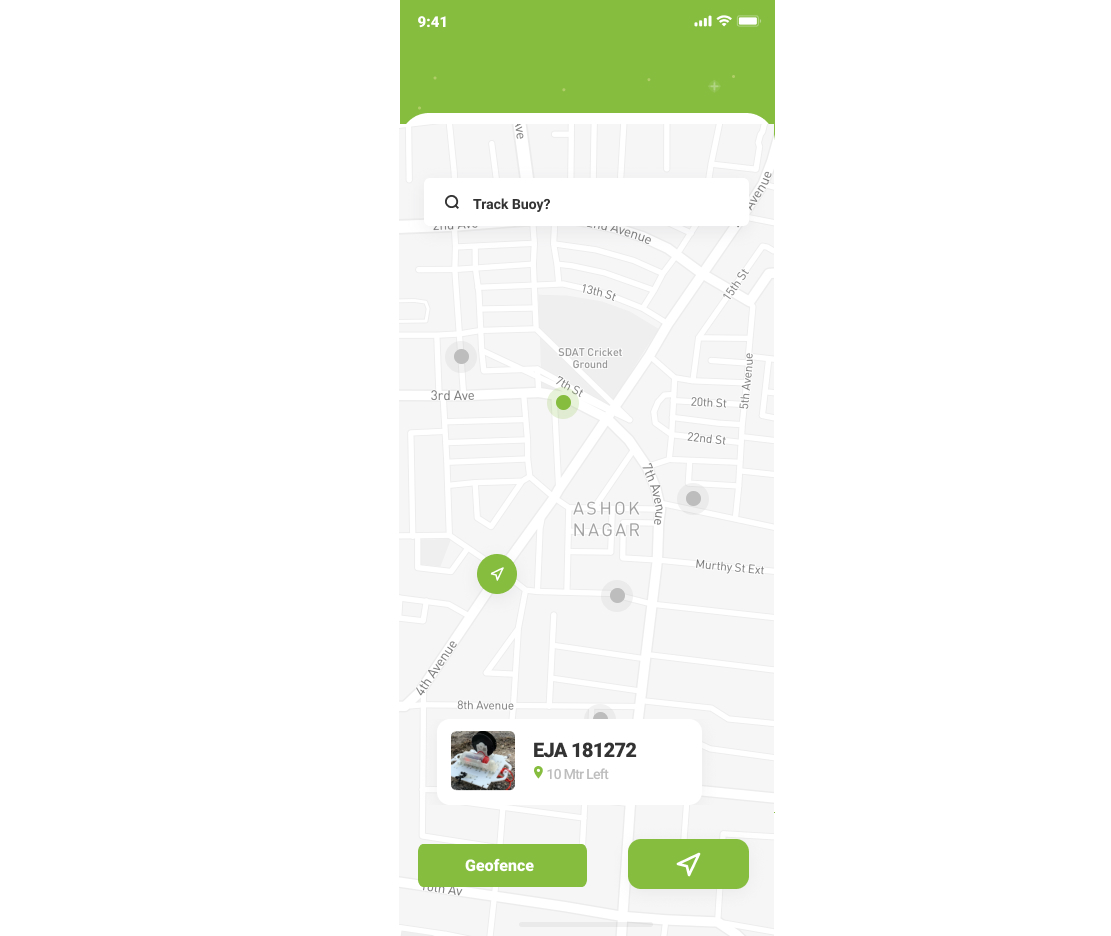 9:41
Ave
Track Buoy?
Avenue
2nd Ave
2nd Avenue
15th St
13th St
SDAT Cricket
Ground
5th Avenue
7th St
3rd Ave
20th St
22nd St
7th Avenue
ASHOK
NAGAR
Murthy St Ext
4th Avenue
8th Avenue
EJA 181272
10 Mtr Left
Geofence
10th Av